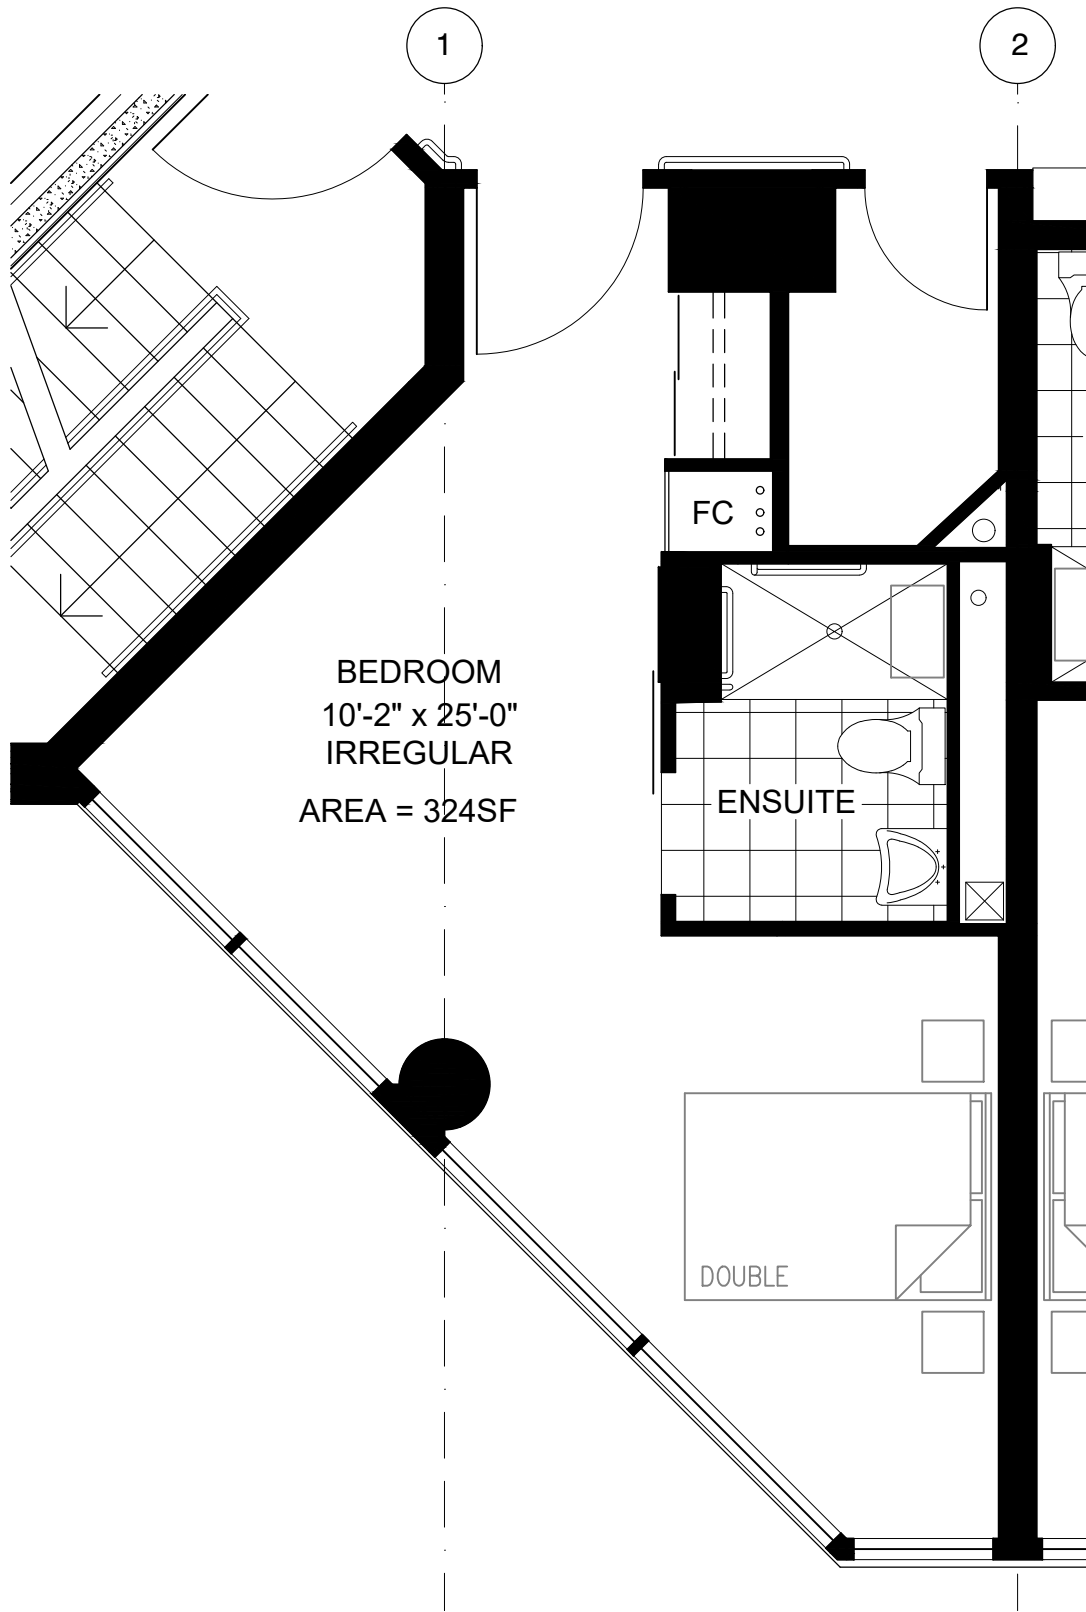 1
2
FC
BEDROOM
10'-2" x 25'-0"
IRREGULAR
AREA = 324SF
ENSUITE
DOUBLE